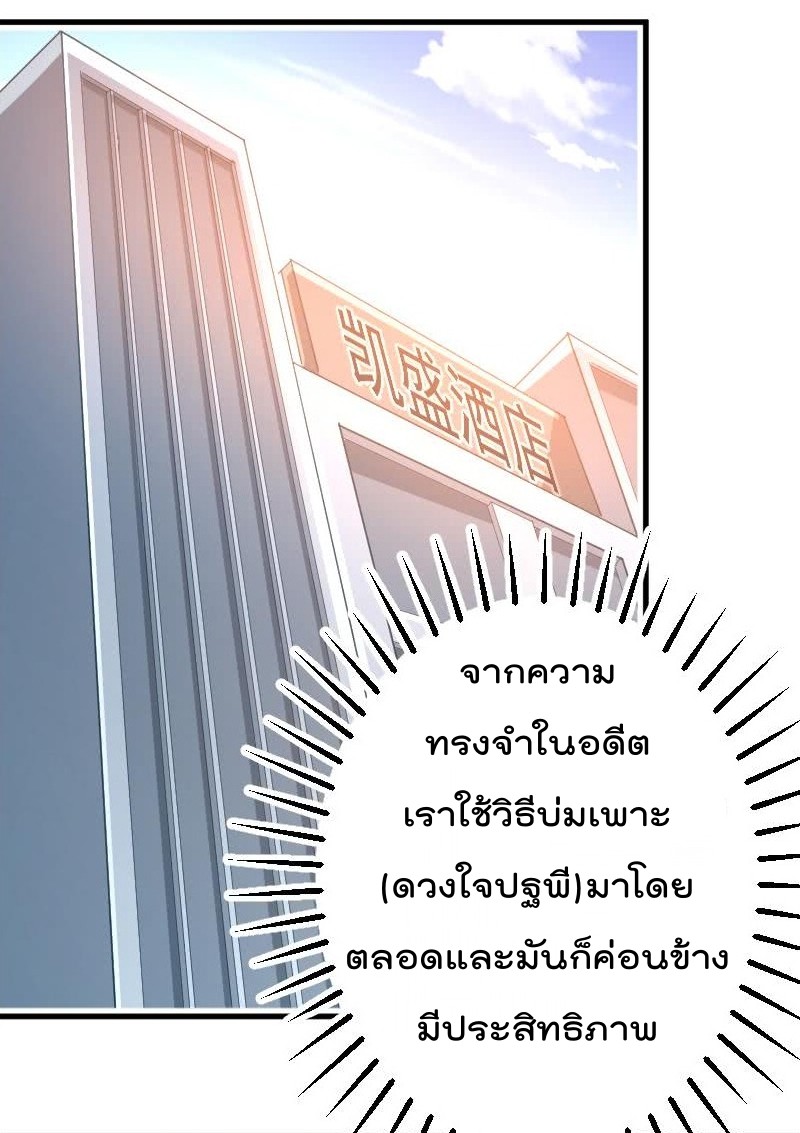 凯盛酒店
จากความ
ทรงจำในอดีต
เราใช้วิธีบ่มเพาะ
(ดวงใจปฐพี)มาโดย
ตลอดและมันก็ค่อนข้าง
มีประสิทธิภาพ